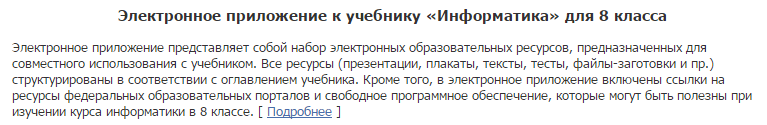 Электронное приложение к учебнику «Информатика» для 8 класса
Электронное приложение представляет собой набор электронных образовательных ресурсов, предназначенных для
совместного использования с учебником. Все ресурсы (презентации, плакаты, тексты, тесты, файлы-заготовки и пр.)
структурированы в соответствии с оглавлением учебника. Кроме того, в электронное приложение включены ссылки на
ресурсы федеральных образовательных порталов и свободное программное обеспечение, которые могут быть полезны при
изучении курса информатики в 8 классе. [ Подробнее ]